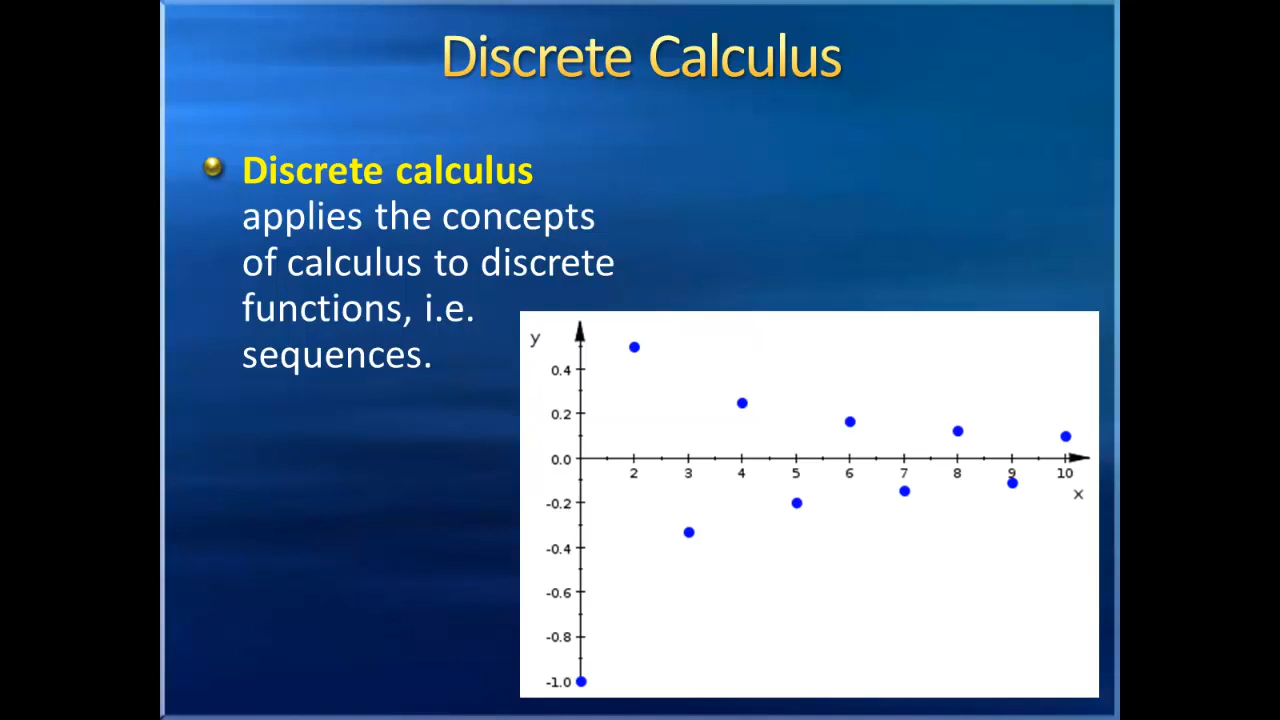 Discrete Calculus
Discrete calculus
applies the concepts
of calculus to discrete
functions, i.e.
sequences.
y
0.4
0.2
0.0
2 3 4 5 6 7 8 9 10
x
-0.2
-0.4
-0.6
-0.8
-1.0